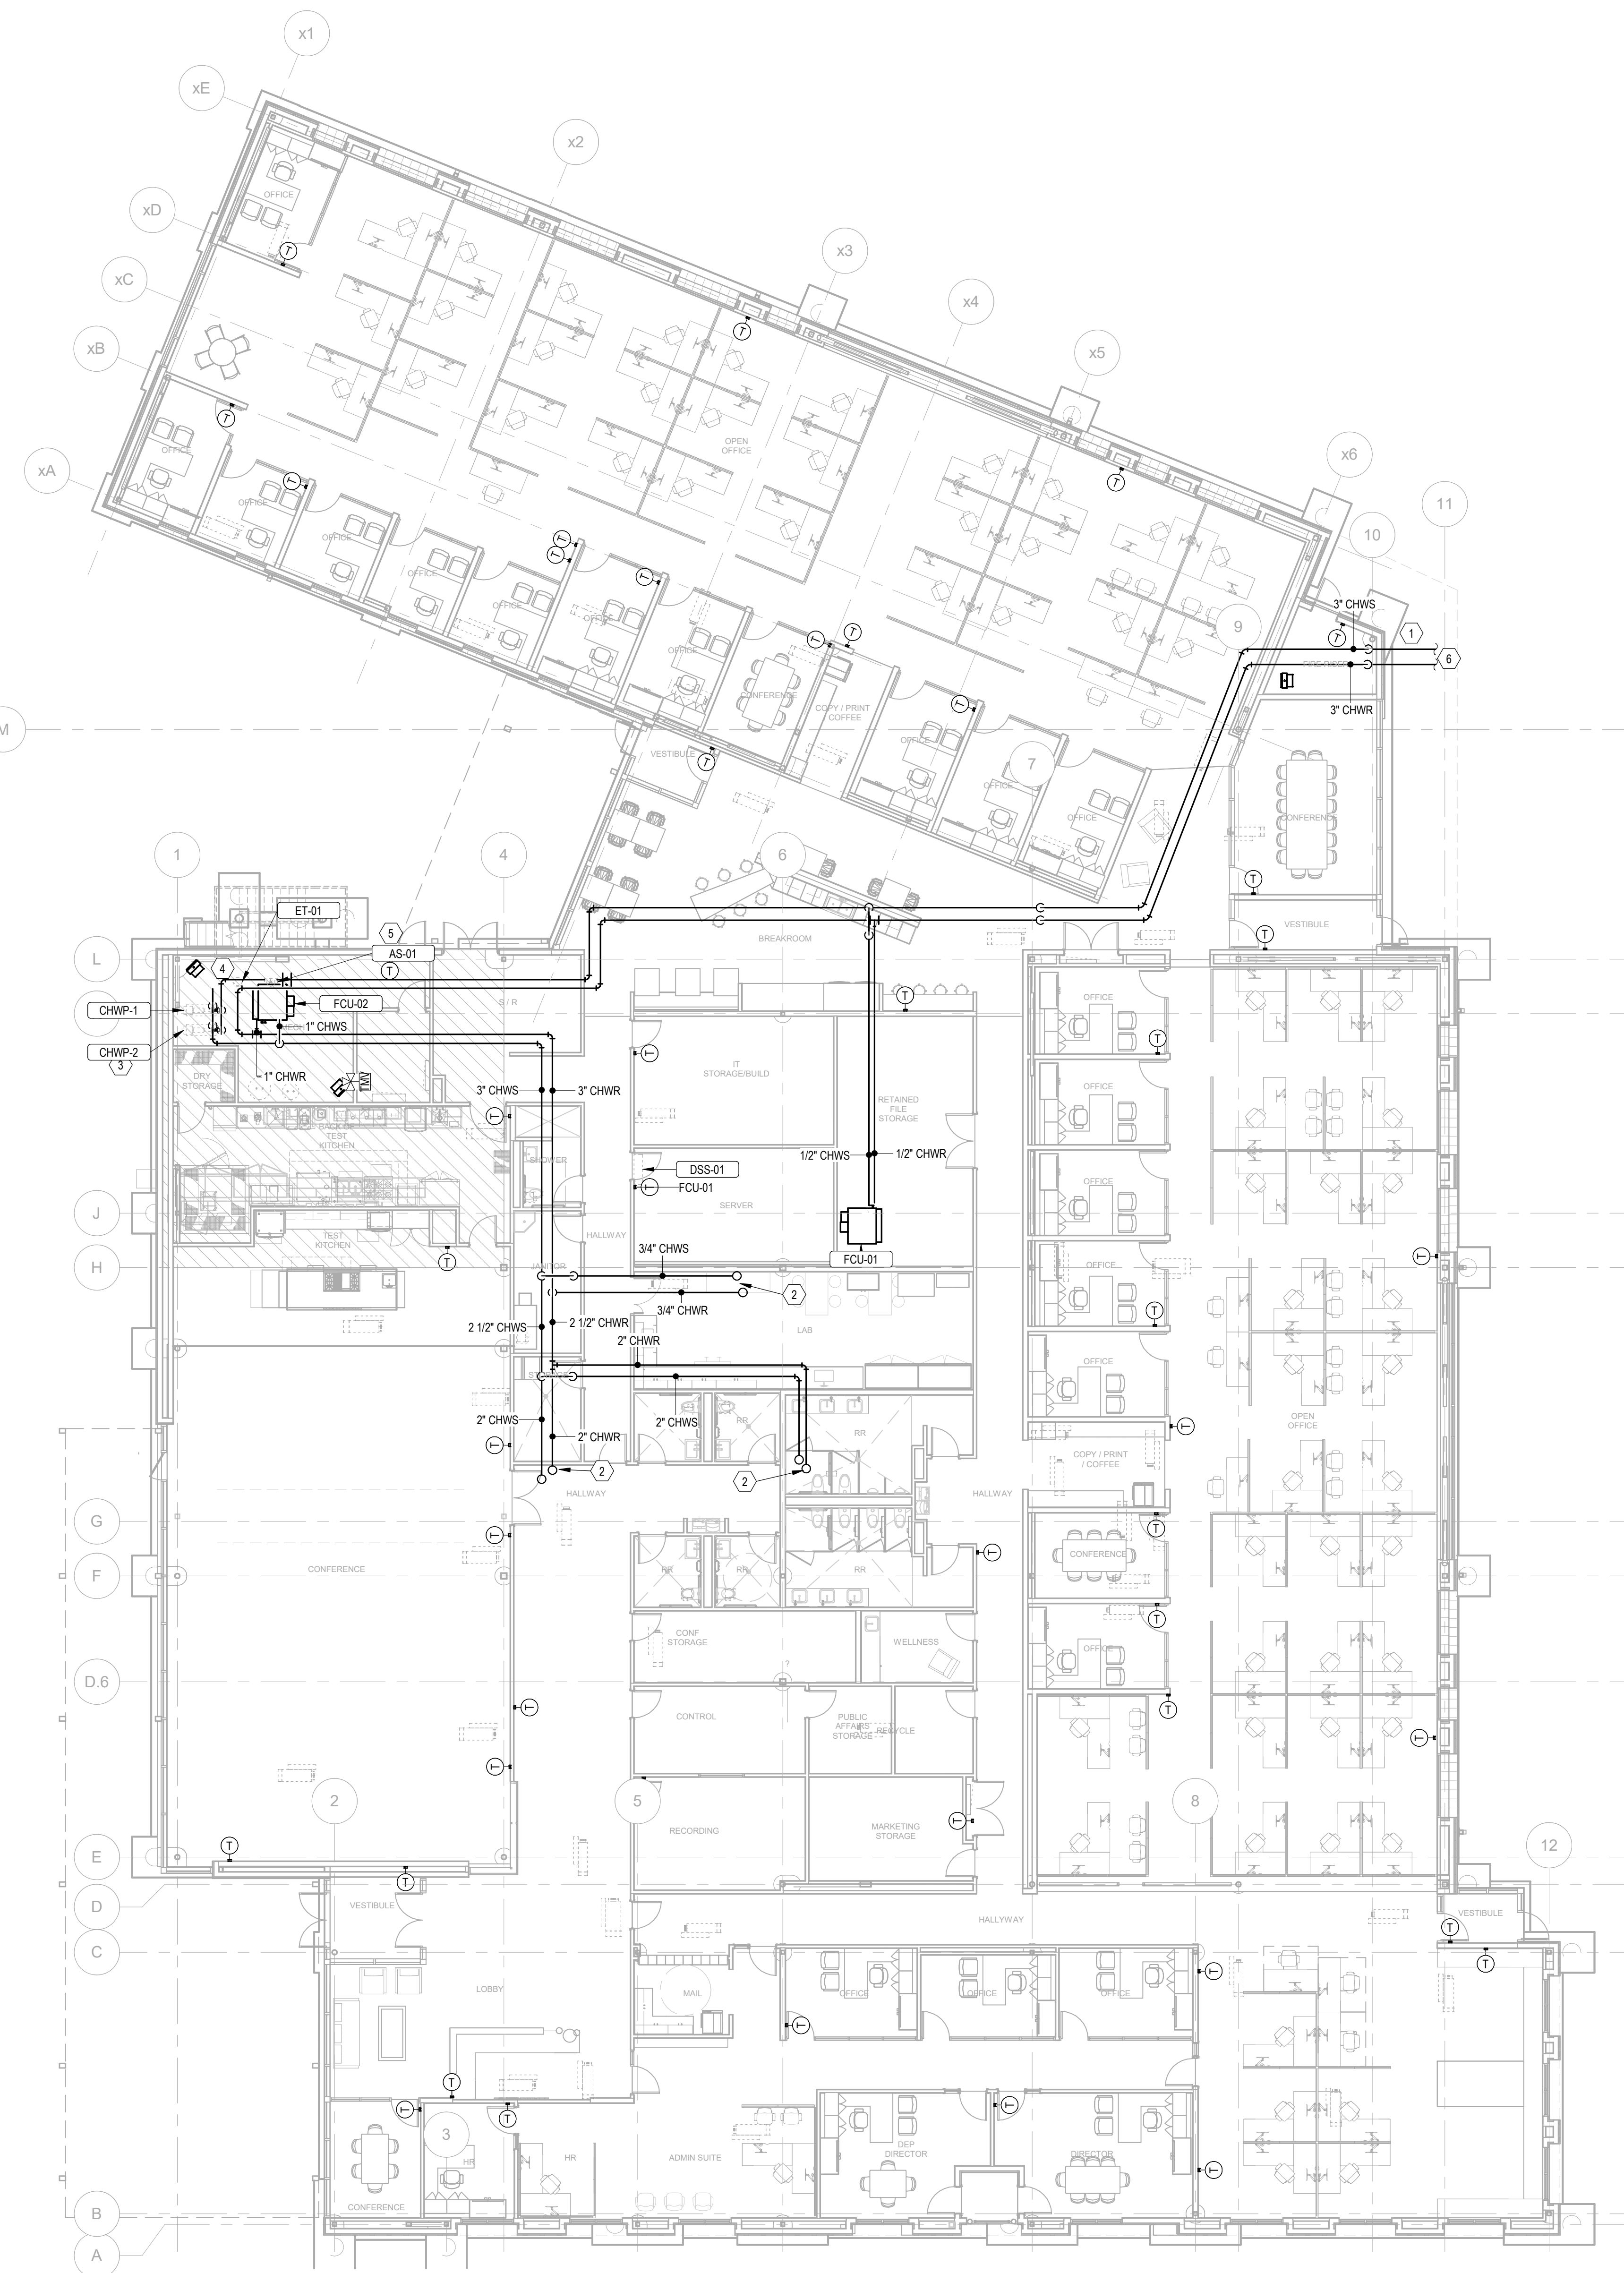 x1
xE
x2
OFFICE
xD
T
x3
xC
x4
T
xB
x5
T
OPEN
OFFICE
OFFICE
xA
x6
T
T
11
OFFICE
10
OFFICE
T
T
OFFICE
T
OFFICE
3" CHWS
OFFICE
9
1
T
T
T
OFFICE
6
FIRE RISER
CONFERENCE
T
3" CHWR
COPY / PRINT
COFFEE
M
OFFICE
VESTIBULE
T
7
OFFICE
OFFICE
CONFERENCE
1
4
6
T
ET-01
VESTIBULE
5
BREAKROOM
T
AS-01
L
4
T
T
OFFICE
FCU-02
S / R
CHWP-1
1" CHWS
T
CHWP-2
3
T
IT
STORAGE/BUILD
1" CHWR
TMV
DRY
STORAGE
3" CHWS
3" CHWR
OFFICE
RETAINED
FILE
STORAGE
T
BACK OF
TEST
KITCHEN
1/2" CHWS
1/2" CHWR
SHOWER
DSS-01
OFFICE
T
FCU-01
SERVER
J
TEST
KITCHEN
HALLWAY
3/4" CHWS
T
T
FCU-01
H
JANITOR
OFFICE
2
3/4" CHWR
T
2 1/2" CHWS
2 1/2" CHWR
LAB
2" CHWR
OFFICE
STORAGE
2" CHWS
2" CHWS
RR
OPEN
OFFICE
T
2" CHWR
RR
T
COPY / PRINT
/ COFFEE
2
2
HALLWAY
HALLWAY
G
T
T
T
CONFERENCE
F
CONFERENCE
RR
RR
RR
T
CONF
STORAGE
WELLNESS
OFFICE
?
D.6
T
T
CONTROL
PUBLIC
AFFAIRS
STORAGE
RECYCLE
T
T
2
5
8
T
RECORDING
MARKETING
STORAGE
T
E
12
T
D
VESTIBULE
VESTIBULE
HALLYWAY
T
C
T
T
LOBBY
MAIL
OFFICE
OFFICE
OFFICE
T
T
T
T
T
3
DEP
DIRECTOR
DIRECTOR
HR
HR
ADMIN SUITE
T
B
CONFERENCE
A